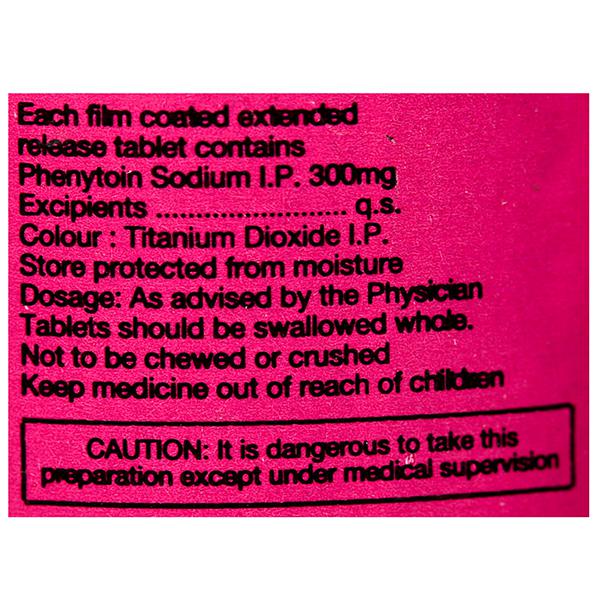 Each film coated extended
release tablet contains
Phenytoin Sodium I.P. 300mg
Excipients ........................... q.s.
Colour : Titanium Dioxide I.P.
Store protected from moisture
Dosage: As advised by the Physician
Tablets should be swallowed whole.
Not to be chewed or crushed
Keep medicine out of reach of children
CAUTION: It is dangerous to take this
preparation except under medical supervision